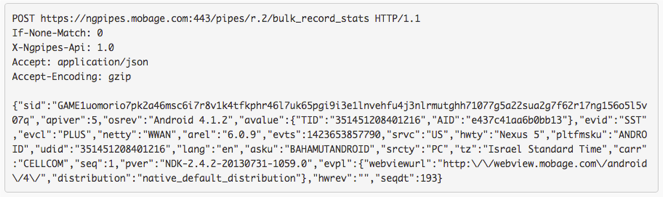 POST https://ngpipes.mobage.com:443/pipes/r.2/bulk_record_stats HTTP/1.1
If-None-Match: 0
X-Ngpipes-Api: 1.0
Accept: application/json
Accept-Encoding: gzip
{"sid":"GAME1uomorio7pk2a46msc6i7r8v1k4tfkphr46l7uk65pgi9i3e1lnvehfu4j3nlrmutghh71077g5a22sua2g7f62r17ng156o5l5v
07q","apiver":5,"osrev":"Android 4.1.2","avalue":{"TID":"351451208401216","AID":"e437c41aa6b0bb13"},"evid":"SST"
,"evcl":"PLUS","netty":"WWAN","arel":"6.0.9","evts":1423653857790,"srvc":"US","hwty":"Nexus 5","pltfmsku":"ANDRO
ID","udid":"351451208401216","lang":"en","asku":"BAHAMUTANDROID","srcty":"PC","tz":"Israel Standard Time","carr"
:"CELLCOM","seq":1,"pver":"NDK-2.4.2-20130731-1059.0","evpl":{"webviewurl":"http:\/\/webview.mobage.com\/android
\/4\/","distribution":"native_default_distribution"},"hwrev":"","seqdt":193}